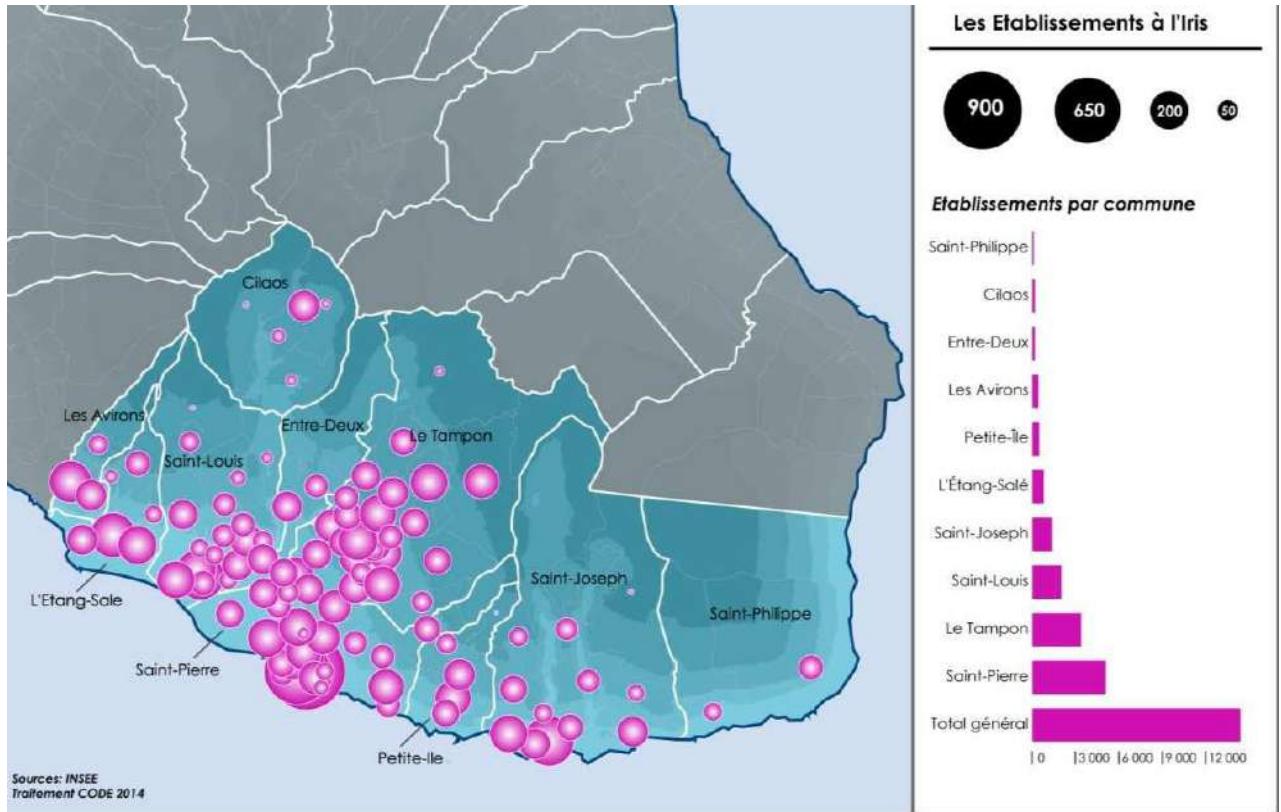 Cilaos
Les Avirons
Entre-Deux
Le Tampon
Saint-Louis
Saint-Joseph
L'Etang-Sale
Saint-Philippe
Saint-Pierre
Petite-Ile
Sources: INSEE
Traitement CODE 2014
Les Etablissements à l'Iris
900 650 200 50
Etablissements par commune
Saint-Philippe
Cilaos
Entre-Deux
Les Avirons
Petite-Île
L'Étang-Salé
Saint-Joseph
Saint-Louis
Le Tampon
Saint-Pierre
Total général
0 3 000 6 000 9 000 12 000